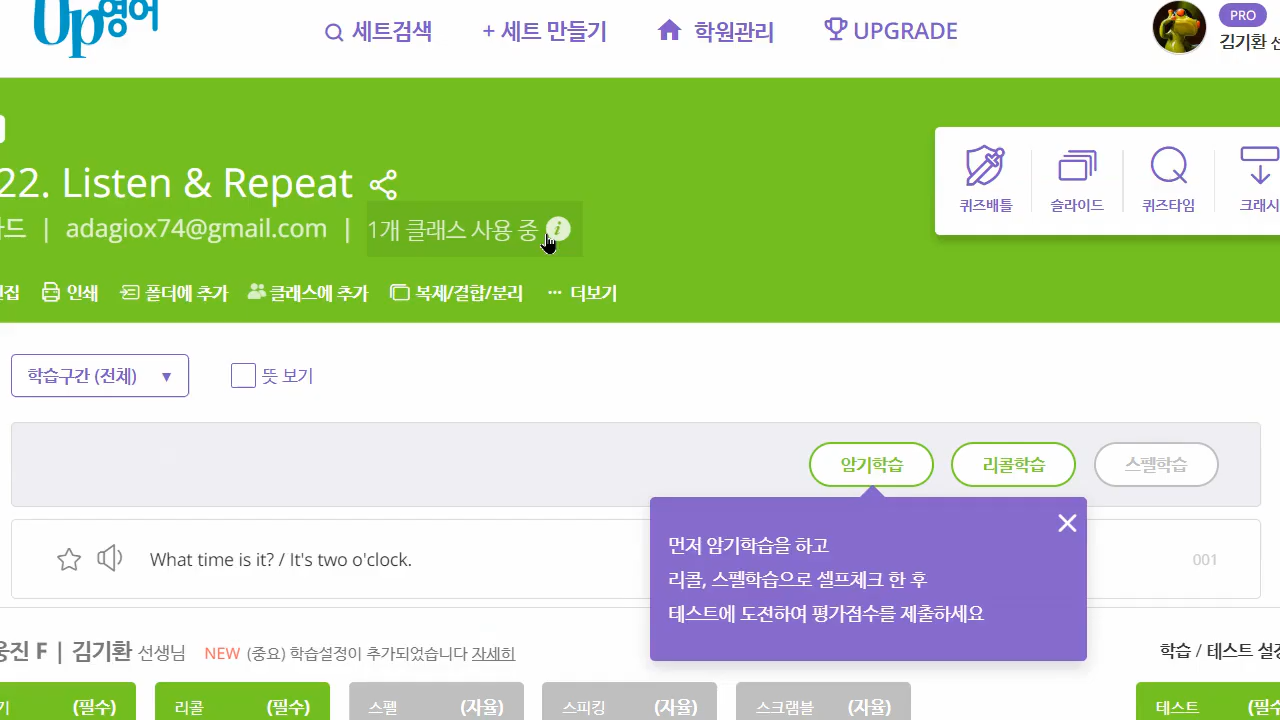 Up영어
세트검색
+ 세트 만들기
학원관리
UPGRADE
PRO
김기환
22. Listen & Repeat
| adagiox74@gmail.com | 1개 클래스 사용 중
인쇄
폴더에 추가
클래스에 추가
복제/결합/분리
··· 더보기
퀴즈배틀
슬라이드
퀴즈타임
크래시
학습구간 (전체) ▼
뜻 보기
암기학습
리콜학습
스펠학습
What time is it? / It's two o'clock.
001
먼저 암기학습을 하고
리콜, 스펠학습으로 셀프체크 한 후
테스트에 도전하여 평가점수를 제출하세요
F | 김기환 선생님
NEW (중요) 학습설정이 추가되었습니다 자세히
학습 / 테스트 설정
(필수)
리콜 (필수)
스펠 (자율)
스피킹 (자율)
스크램블 (자율)
테스트